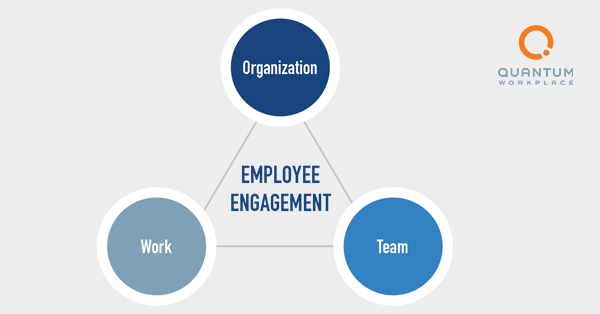 Organization
QUANTUM
WORKPLACE
EMPLOYEE
ENGAGEMENT
Work
Team